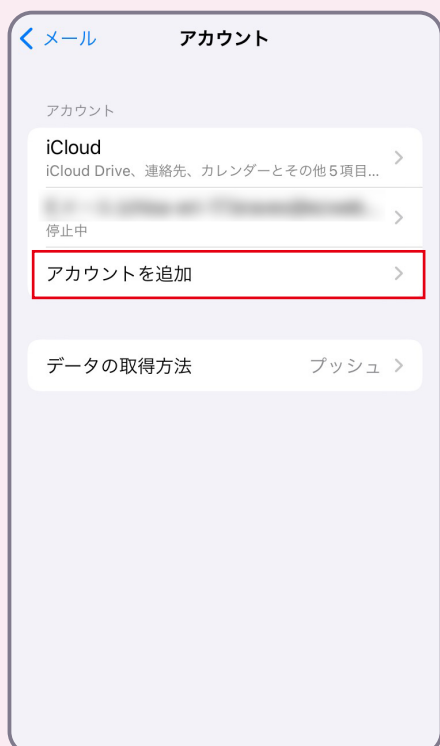 メール
アカウント
アカウント
iCloud
iCloud Drive、連絡先、カレンダーとその他5項目...
停止中
アカウントを追加
データの取得方法
プッシュ